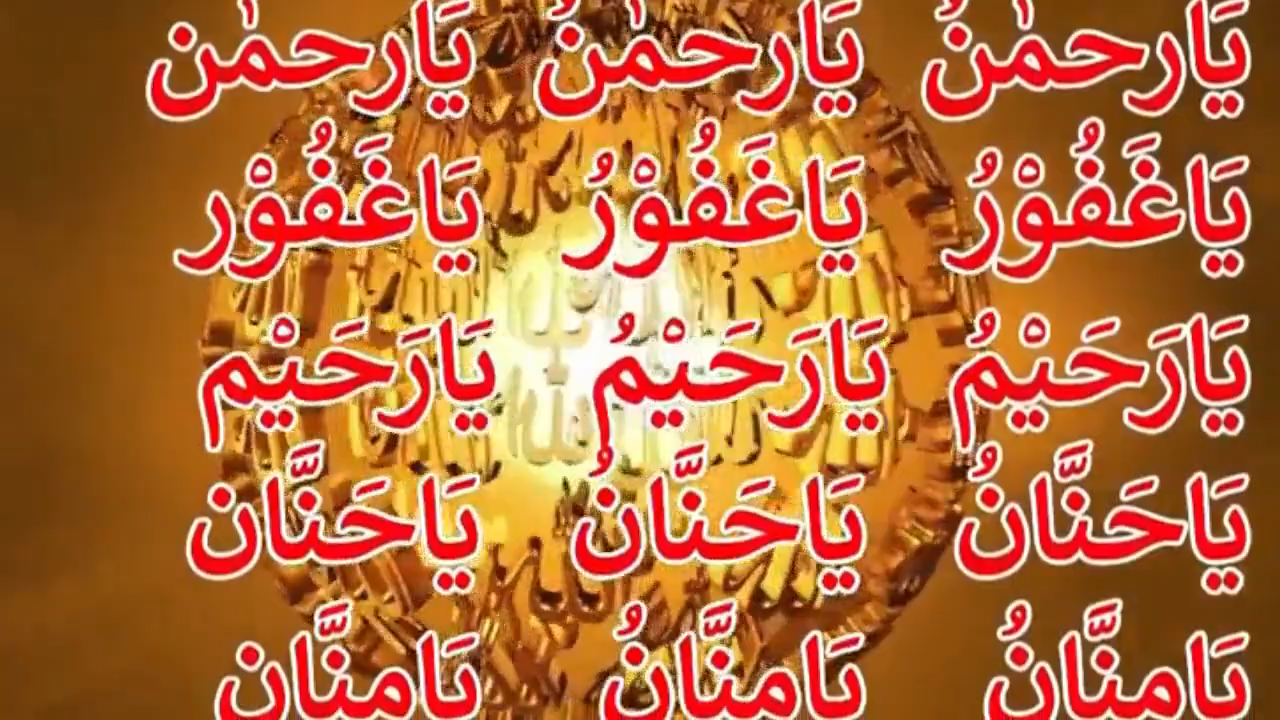 يَارحمٰنُ يَارحمٰنُ يَارحمٰن
يَاغَفُوْرُ يَاغَفُوْرُ يَاغَفُوْر
يَارَحَيْمُ يَارَحَيْمُ يَارَحَيْم
يَاحَنَّانُ يَاحَنَّانُ يَاحَنَّان
يَامنَّانُ يَامنَّانُ يَامنَّان